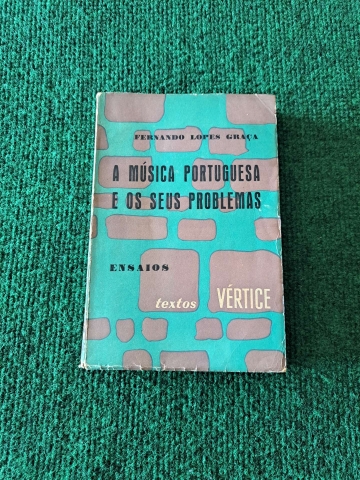 FERNANDO LOPES GRAÇA
A MÚSICA PORTUGUESA
E OS SEUS PROBLEMAS
ENSAIOS
textos VÉRTICE